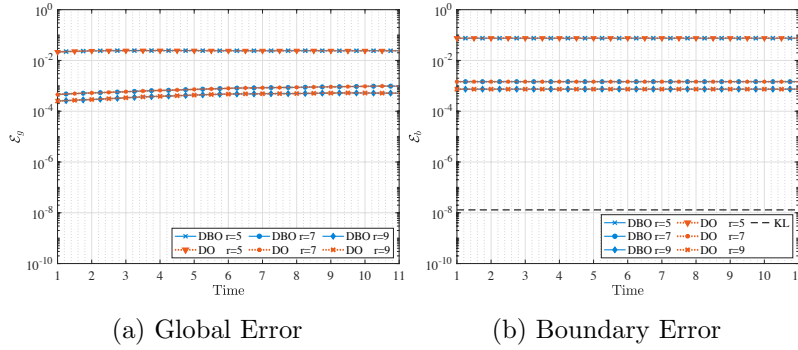 10^0
10^-2
10^-4
10^-6
10^-8
10^-10
ℰ_g
1 2 3 4 5 6 7 8 9 10 11
Time
DBO r=5 DBO r=7 DBO r=9
DO r=5 DO r=7 DO r=9
(a) Global Error
10^0
10^-2
10^-4
10^-6
10^-8
10^-10
ℰ_b
1 2 3 4 5 6 7 8 9 10 11
Time
DBO r=5 DO r=5 KL
DBO r=7 DO r=7
DBO r=9 DO r=9
(b) Boundary Error